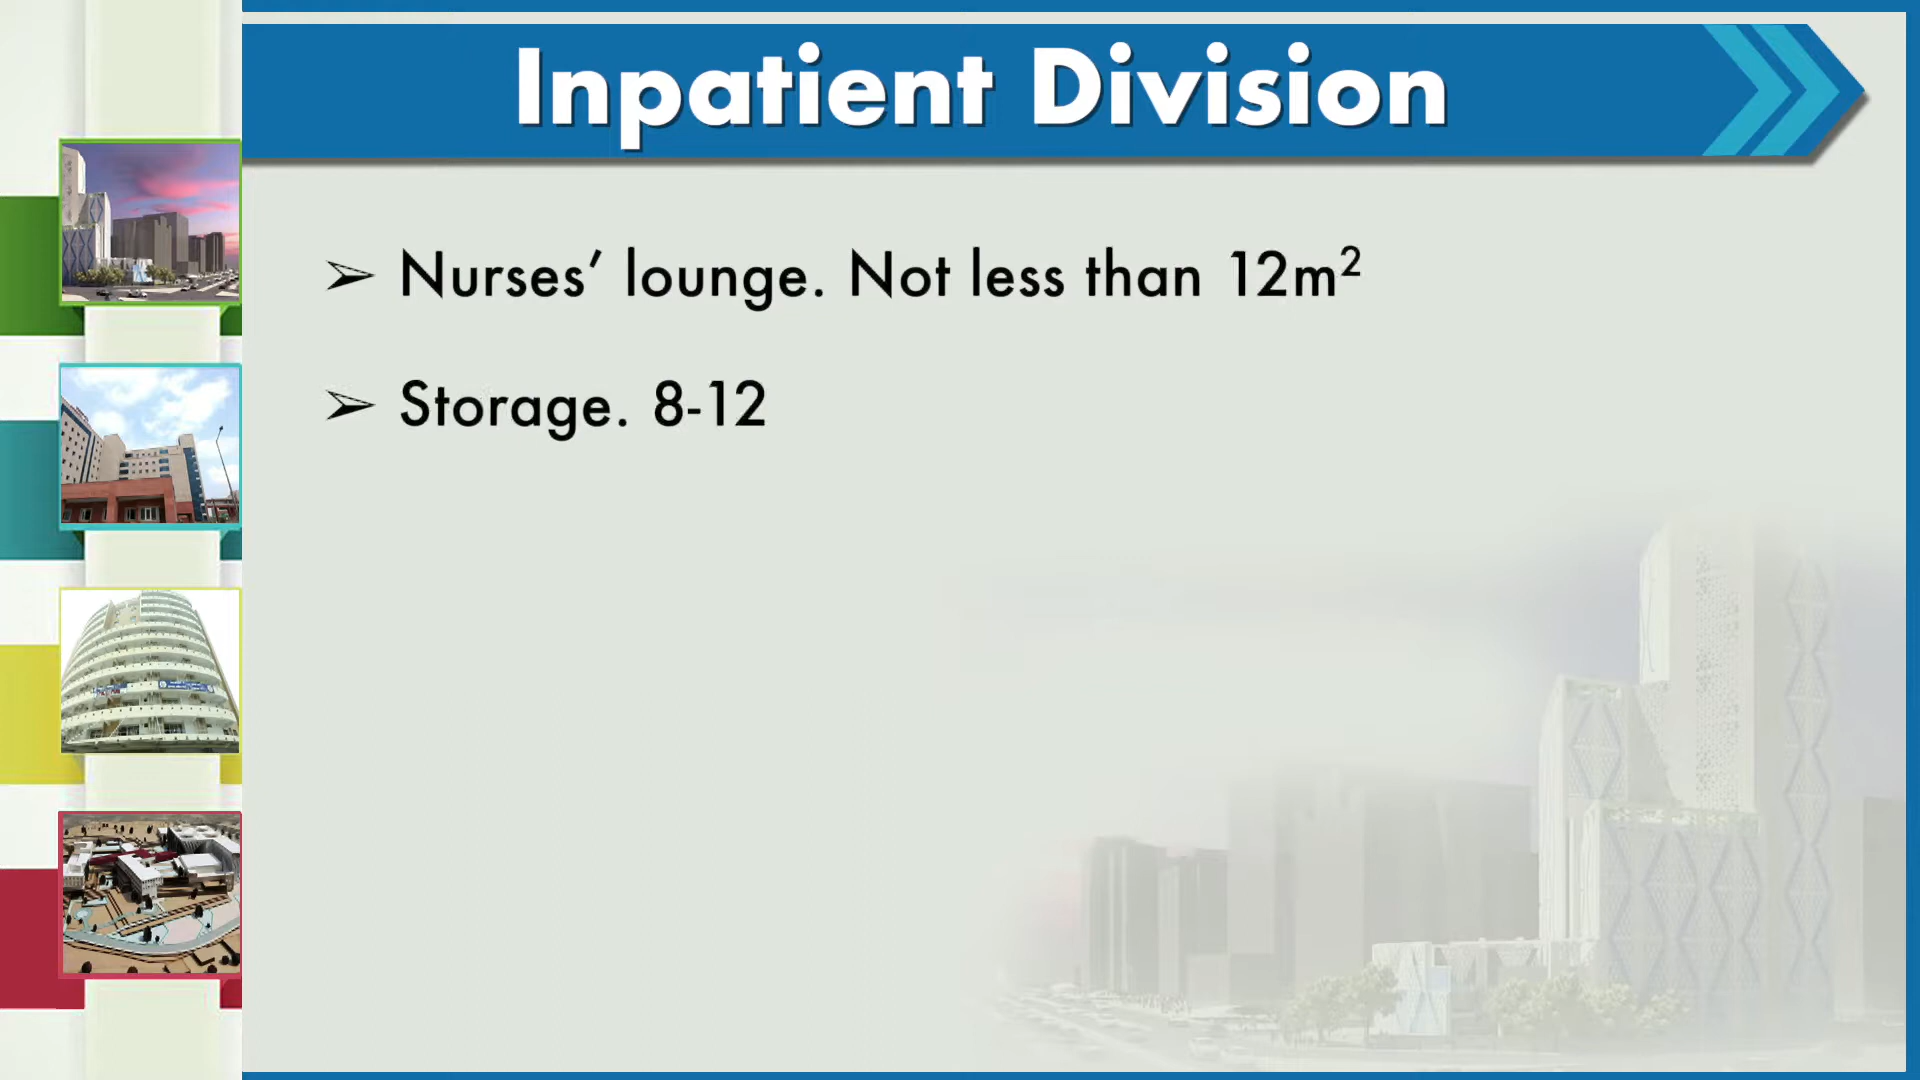 Inpatient Division
➢ Nurses’ lounge. Not less than 12m²
➢ Storage. 8-12